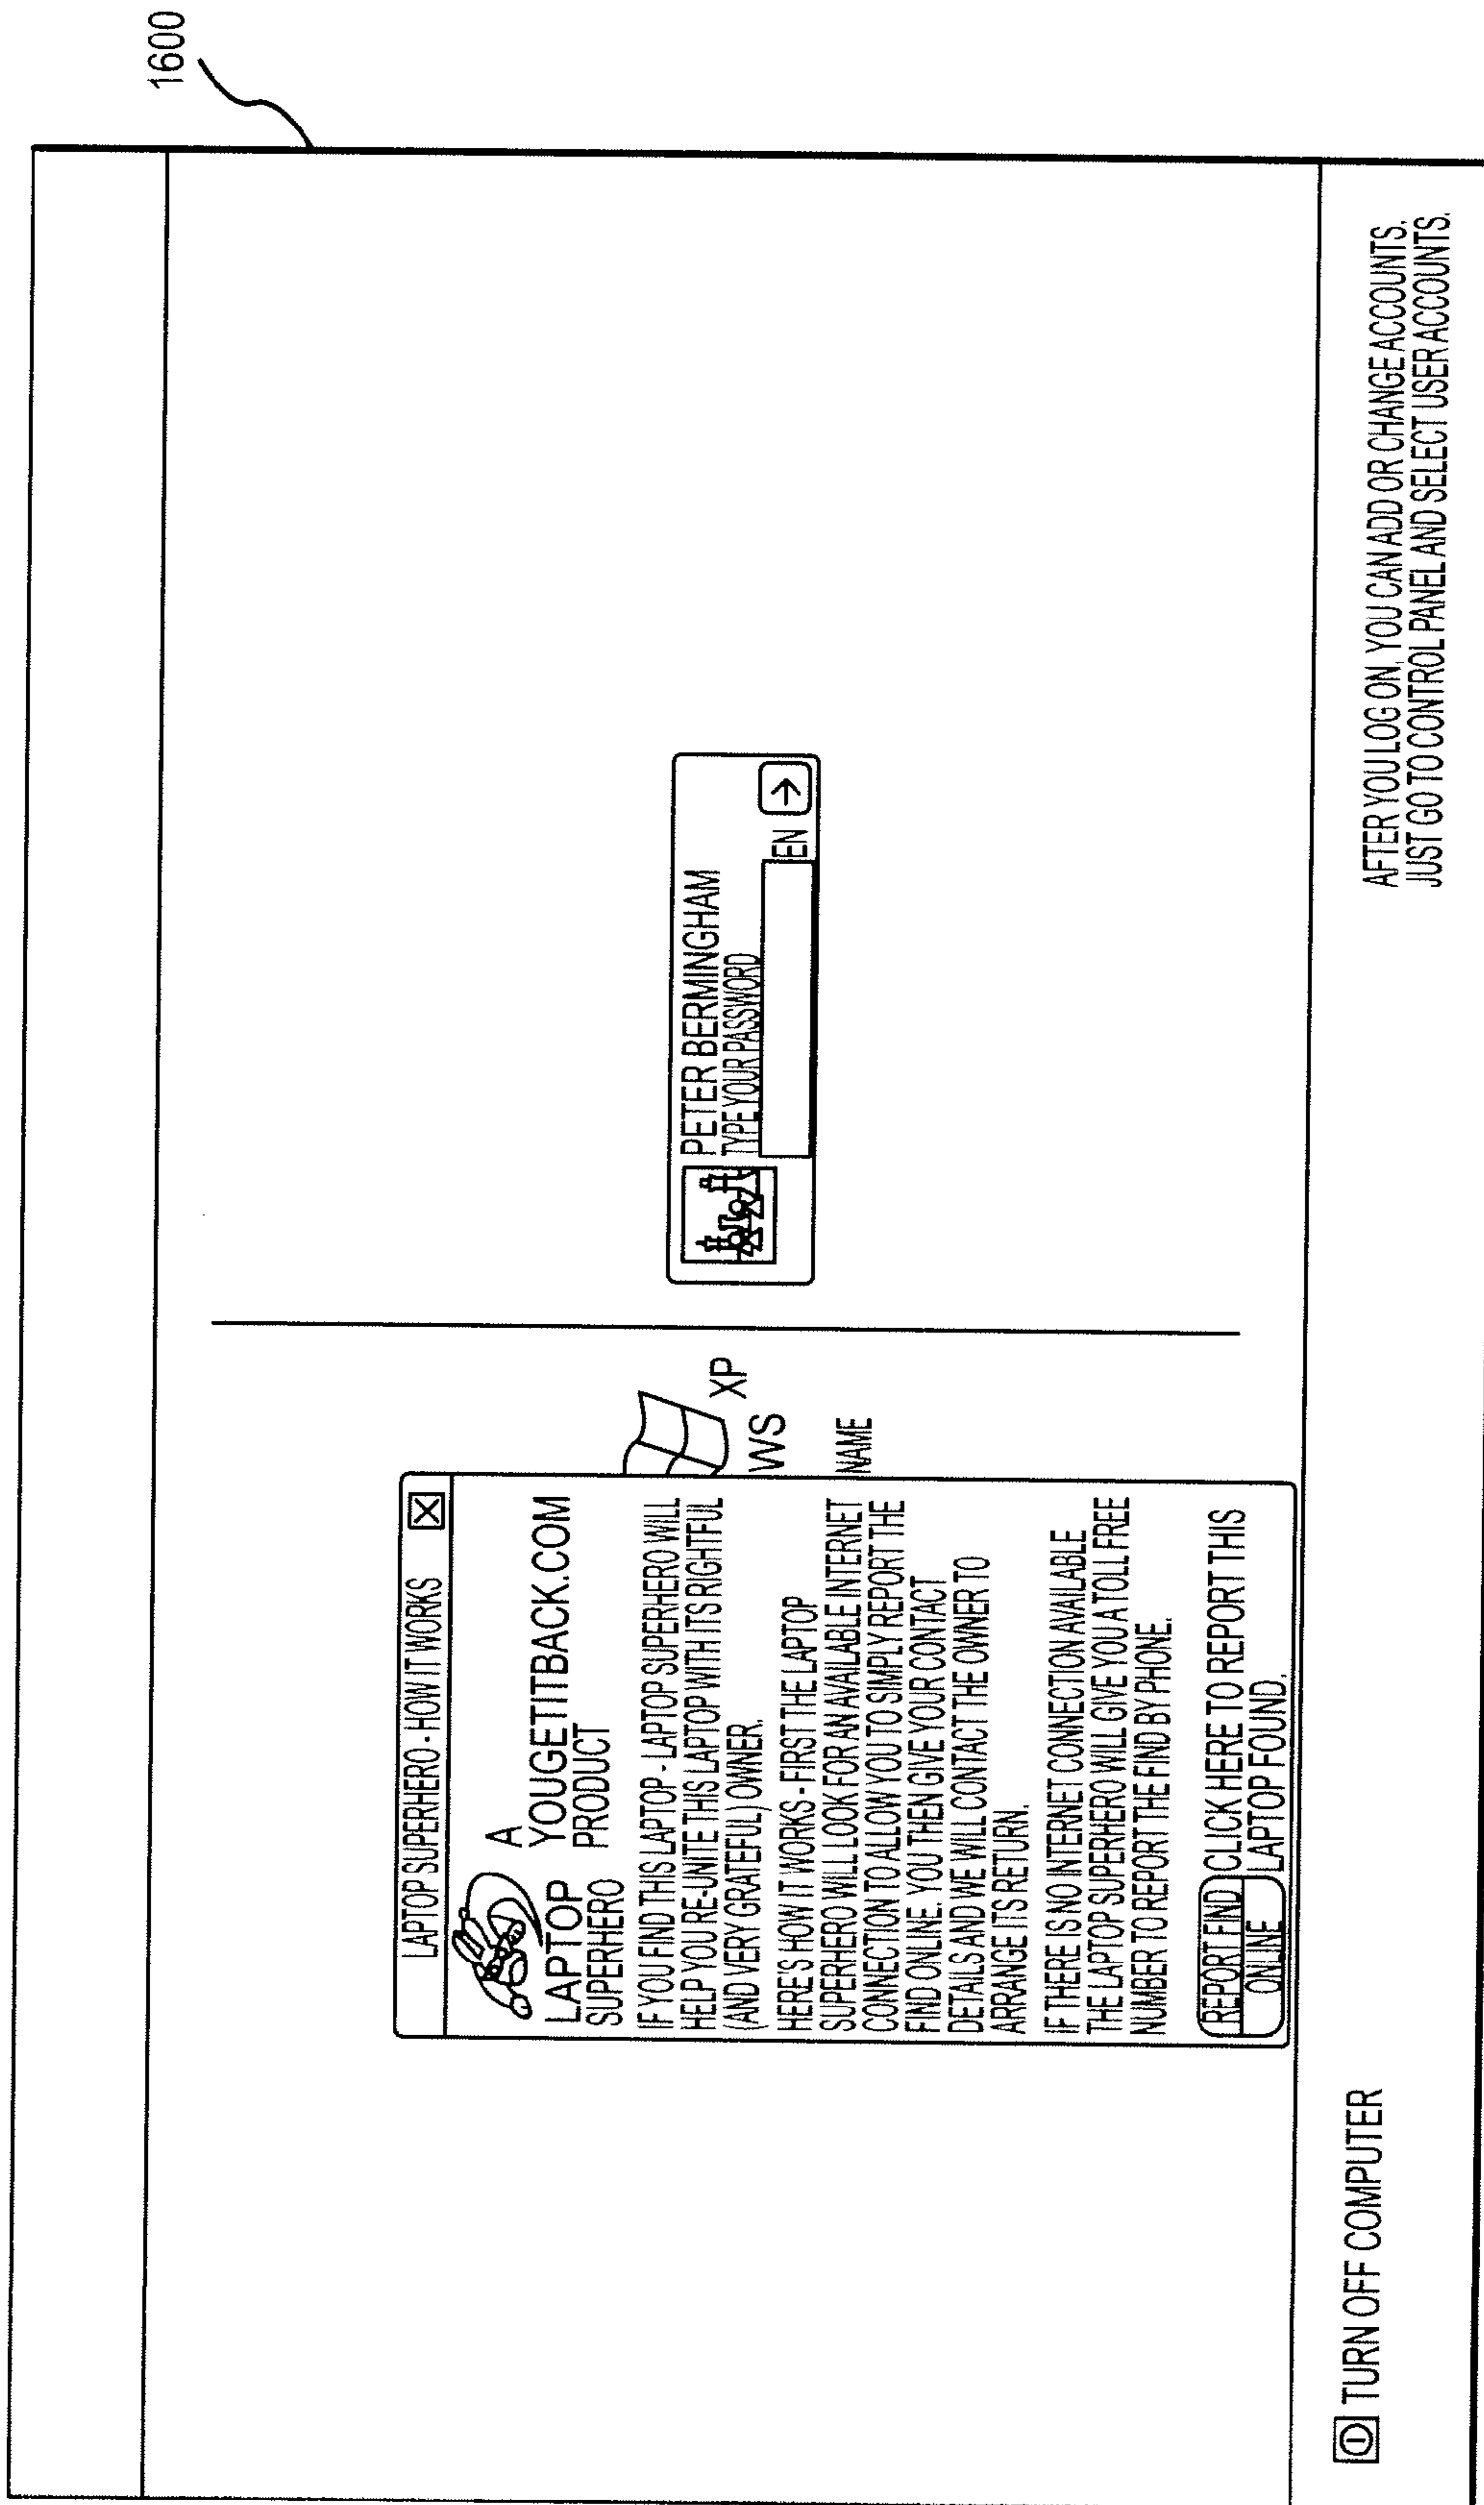 1600
LAPTOP SUPERHERO - HOW IT WORKS
LAPTOP
SUPERHERO
A
YOUGETITBACK.COM
PRODUCT
IF YOU FIND THIS LAPTOP - LAPTOP SUPERHERO WILL
HELP YOU RE-UNITE THIS LAPTOP WITH ITS RIGHTFUL
(AND VERY GRATEFUL) OWNER.
HERE'S HOW IT WORKS - FIRST THE LAPTOP
SUPERHERO WILL LOOK FOR AN AVAILABLE INTERNET
CONNECTION TO ALLOW YOU TO SIMPLY REPORT THE
FIND ONLINE. YOU THEN GIVE YOUR CONTACT
DETAILS AND WE WILL CONTACT THE OWNER TO
ARRANGE ITS RETURN.
IF THERE IS NO INTERNET CONNECTION AVAILABLE
THE LAPTOP SUPERHERO WILL GIVE YOU A TOLL FREE
NUMBER TO REPORT THE FIND BY PHONE.
REPORT FIND
ONLINE
CLICK HERE TO REPORT THIS
LAPTOP FOUND.
XP
WS
NAME
PETER BERMINGHAM
TYPE YOUR PASSWORD
EN
TURN OFF COMPUTER
AFTER YOU LOG ON, YOU CAN ADD OR CHANGE ACCOUNTS.
JUST GO TO CONTROL PANEL AND SELECT USER ACCOUNTS.